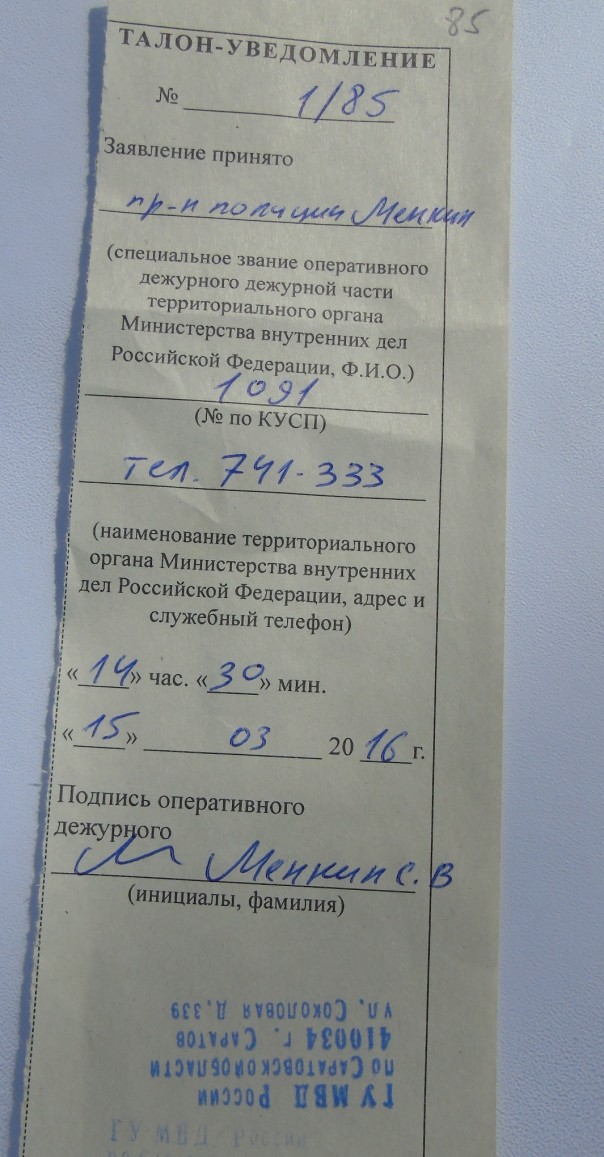 85
ТАЛОН-УВЕДОМЛЕНИЕ
№ 1/85
Заявление принято
пр-к полиции Менкин
(специальное звание оперативного
дежурного дежурной части
территориального органа
Министерства внутренних дел
Российской Федерации, Ф.И.О.)
1091
(№ по КУСП)
тел. 741-333
(наименование территориального
органа Министерства внутренних
дел Российской Федерации, адрес и
служебный телефон)
«14» час. «30» мин.
«15» 03 2016 г.
Подпись оперативного
дежурного
Менкин С.В
(инициалы, фамилия)
ГУ МВД России
по Саратовской области
410034 г. Саратов
ул. Соколовая д.339
ГУ МВД России